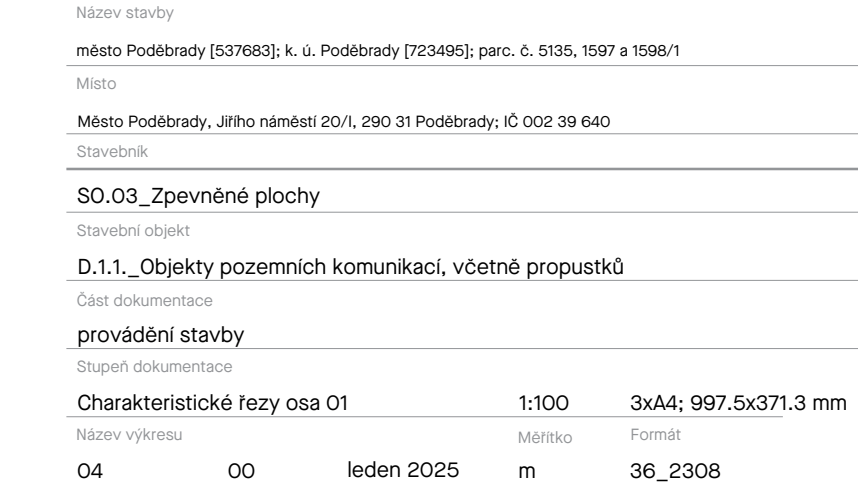 Název stavby
město Poděbrady [537683]; k. ú. Poděbrady [723495]; parc. č. 5135, 1597 a 1598/1
Místo
Město Poděbrady, Jiřího náměstí 20/I, 290 31 Poděbrady; IČ 002 39 640
Stavebník
SO.03_Zpevněné plochy
Stavební objekt
D.1.1._Objekty pozemních komunikací, včetně propustků
Část dokumentace
provádění stavby
Stupeň dokumentace
Charakteristické řezy osa 01 1:100 3xA4; 997.5x371.3 mm
Název výkresu Měřítko Formát
04 00 leden 2025 m 36_2308